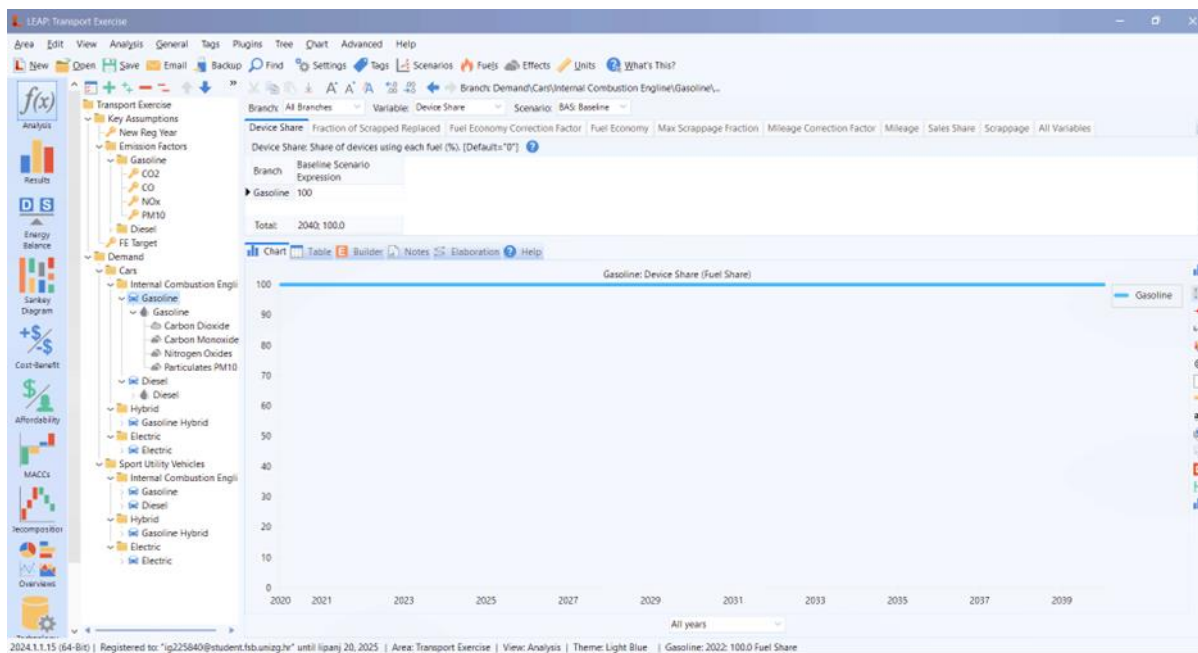 LEAP: Transport Exercise
Area Edit View Analysis General Tags Plugins Tree Chart Advanced Help
New Open Save Email Backup Find Settings Tags Scenarios Fuels Effects Units What's This?
Branch: Demand\Cars\Internal Combustion Engline\Gasoline\...
Branch: All Branches Variable: Device Share Scenario: BAS: Baseline
Device Share Fraction of Scrapped Replaced Fuel Economy Correction Factor Fuel Economy Max Scrappage Fraction Mileage Correction Factor Mileage Sales Share Scrappage All Variables
Device Share: Share of devices using each fuel (%). [Default="0"]
Branch Baseline Scenario
Expression
Gasoline 100
Total: 2040; 100.0
Chart Table Builder Notes Elaboration Help
f(x)
Analysis
Results
D S
Energy
Balance
Sankey
Diagram
+$/-$
Cost-Benefit
$/
Affordability
MACCs
Decomposition
Overviews
Transport Exercise
Key Assumptions
New Reg Year
Emission Factors
Gasoline
CO2
CO
NOx
PM10
Diesel
FE Target
Demand
Cars
Internal Combustion Engli
Gasoline
Gasoline
Carbon Dioxide
Carbon Monoxide
Nitrogen Oxides
Particulates PM10
Diesel
Diesel
Hybrid
Gasoline Hybrid
Electric
Electric
Sport Utility Vehicles
Internal Combustion Engli
Gasoline
Diesel
Hybrid
Gasoline Hybrid
Electric
Electric
Gasoline: Device Share (Fuel Share)
Gasoline
100
90
80
70
60
50
40
30
20
10
0
2020 2021 2023 2025 2027 2029 2031 2033 2035 2037 2039
All years
2024.1.1.15 (64-Bit) | Registered to: "ig225840@student.fsb.unizg.hr" until lipanj 20, 2025 | Area: Transport Exercise | View: Analysis | Theme: Light Blue | Gasoline: 2022: 100.0 Fuel Share